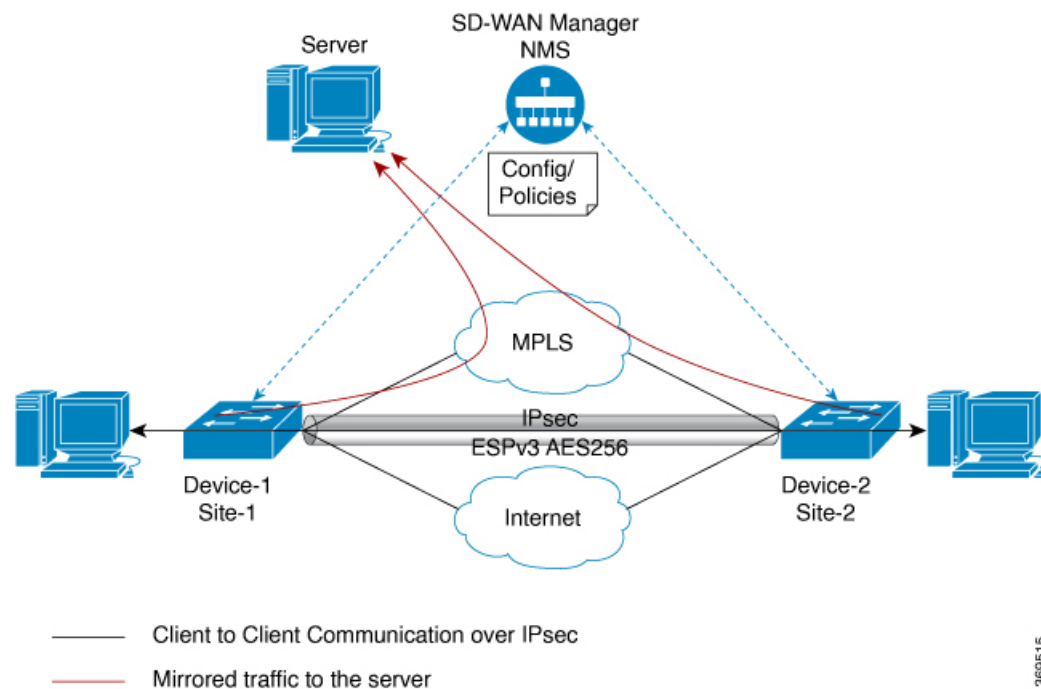 SD-WAN Manager
NMS
Server
Config/
Policies
MPLS
IPsec
ESPv3 AES256
Device-1
Site-1
Device-2
Site-2
Internet
Client to Client Communication over IPsec
Mirrored traffic to the server
369515